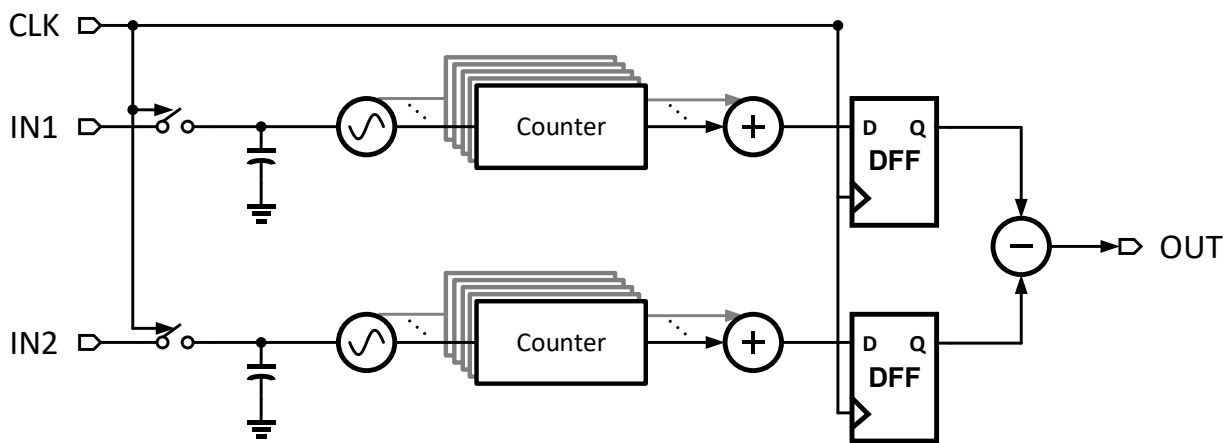 CLK
IN1
Counter
D Q
DFF
OUT
IN2
Counter
D Q
DFF